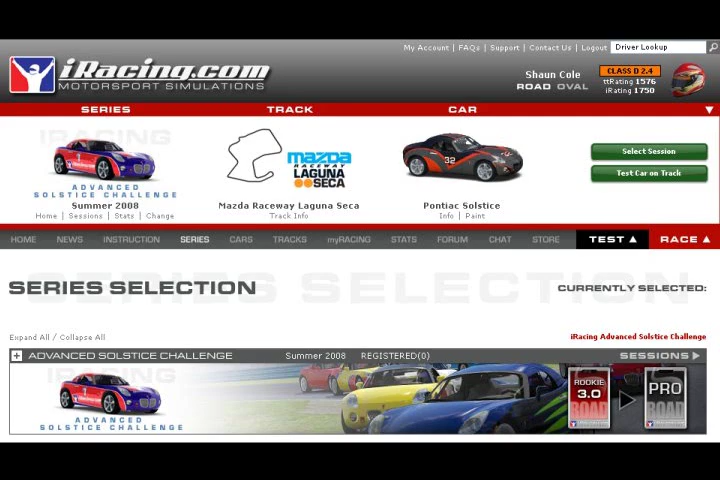 My Account | FAQs | Support | Contact Us | Logout Driver Lookup
iRacing.com
MOTORSPORT SIMULATIONS
Shaun Cole
ROAD OVAL
CLASS D 2.4
ttRating 1576
iRating 1750
SERIES TRACK CAR
IRACING
ADVANCED
SOLSTICE CHALLENGE
Summer 2008
Home | Sessions | Stats | Change
mazda
RACEWAY
LAGUNA
SECA
Mazda Raceway Laguna Seca
Track Info
32
Pontiac Solstice
Info | Paint
Select Session
Test Car on Track
HOME NEWS INSTRUCTION SERIES CARS TRACKS myRACING STATS FORUM CHAT STORE TEST RACE
SERIES SELECTION
SERIES SELECTION
CURRENTLY SELECTED:
Expand All / Collapse All
iRacing Advanced Solstice Challenge
ADVANCED SOLSTICE CHALLENGE Summer 2008 REGISTERED(0) SESSIONS
IRACING
ADVANCED
SOLSTICE CHALLENGE
ROOKIE
3.0
ROAD
PRO
ROAD